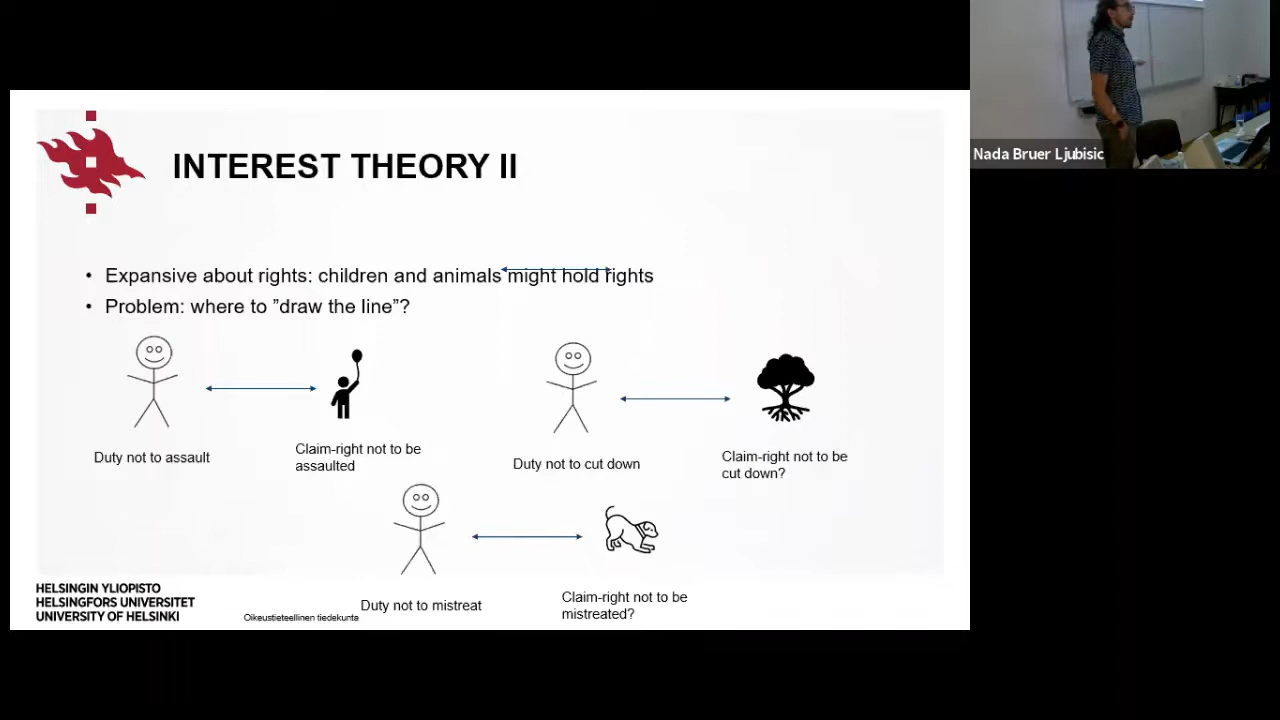 Nada Bruer Ljubisic
INTEREST THEORY II
• Expansive about rights: children and animals might hold rights
• Problem: where to ”draw the line”?
Duty not to assault
Claim-right not to be
assaulted
Duty not to cut down
Claim-right not to be
cut down?
Duty not to mistreat
Claim-right not to be
mistreated?
HELSINGIN YLIOPISTO
HELSINGFORS UNIVERSITET
UNIVERSITY OF HELSINKI
Oikeustieteellinen tiedekunta